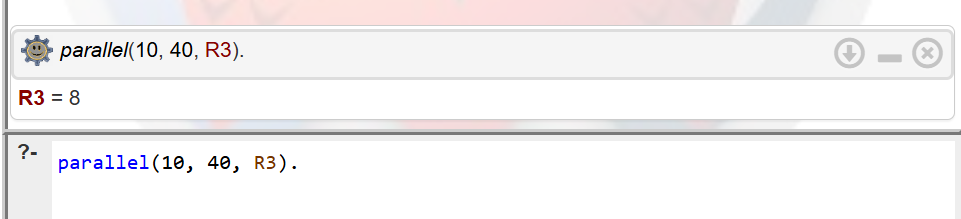 parallel(10, 40, R3).
R3 = 8
?- parallel(10, 40, R3).